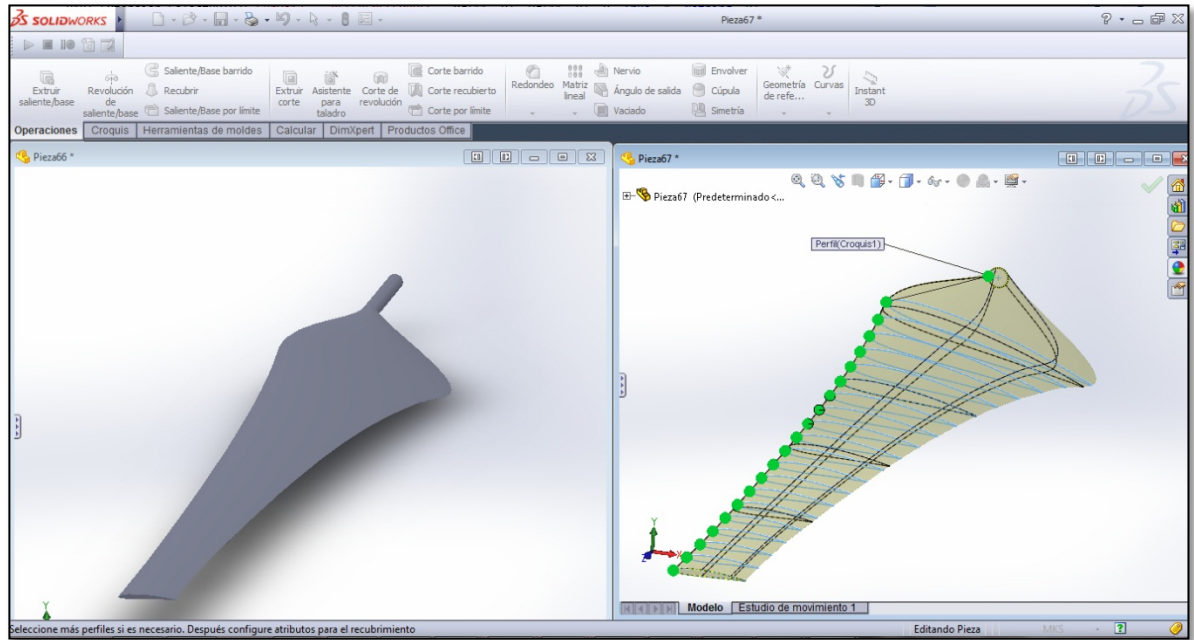 SOLIDWORKS
Pieza67 *
Extruir saliente/base
Revolución de saliente/base
Saliente/Base barrido
Recubrir
Saliente/Base por límite
Extruir corte
Asistente para taladro
Corte de revolución
Corte barrido
Corte recubierto
Corte por límite
Redondeo
Matriz lineal
Nervio
Ángulo de salida
Vaciado
Envolver
Cúpula
Simetría
Geometría de refe...
Curvas
Instant 3D
Operaciones
Croquis
Herramientas de moldes
Calcular
DimXpert
Productos Office
Pieza66 *
Pieza67 *
Pieza67 (Predeterminado<...
Perfil(Croquis1)
Y
X
Z
Y
Modelo
Estudio de movimiento 1
Seleccione más perfiles si es necesario. Después configure atributos para el recubrimiento
Editando Pieza
MKS